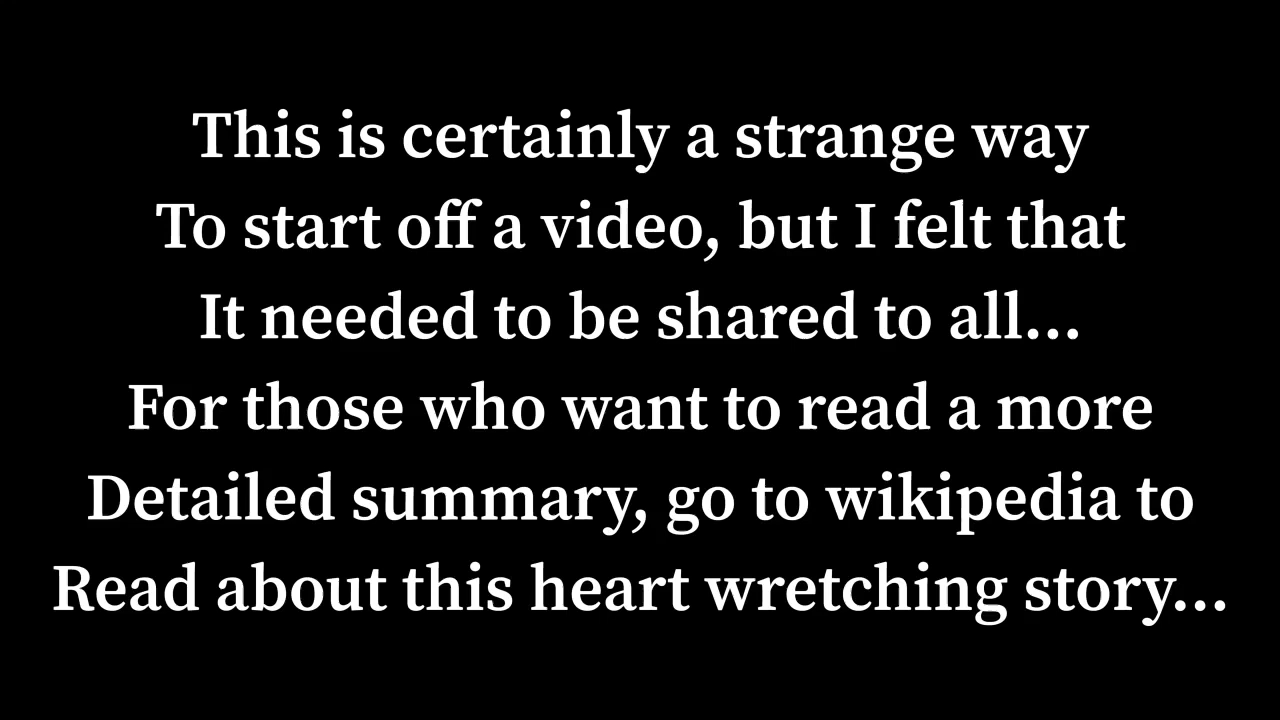 This is certainly a strange way
To start off a video, but I felt that
It needed to be shared to all...
For those who want to read a more
Detailed summary, go to wikipedia to
Read about this heart wretching story...